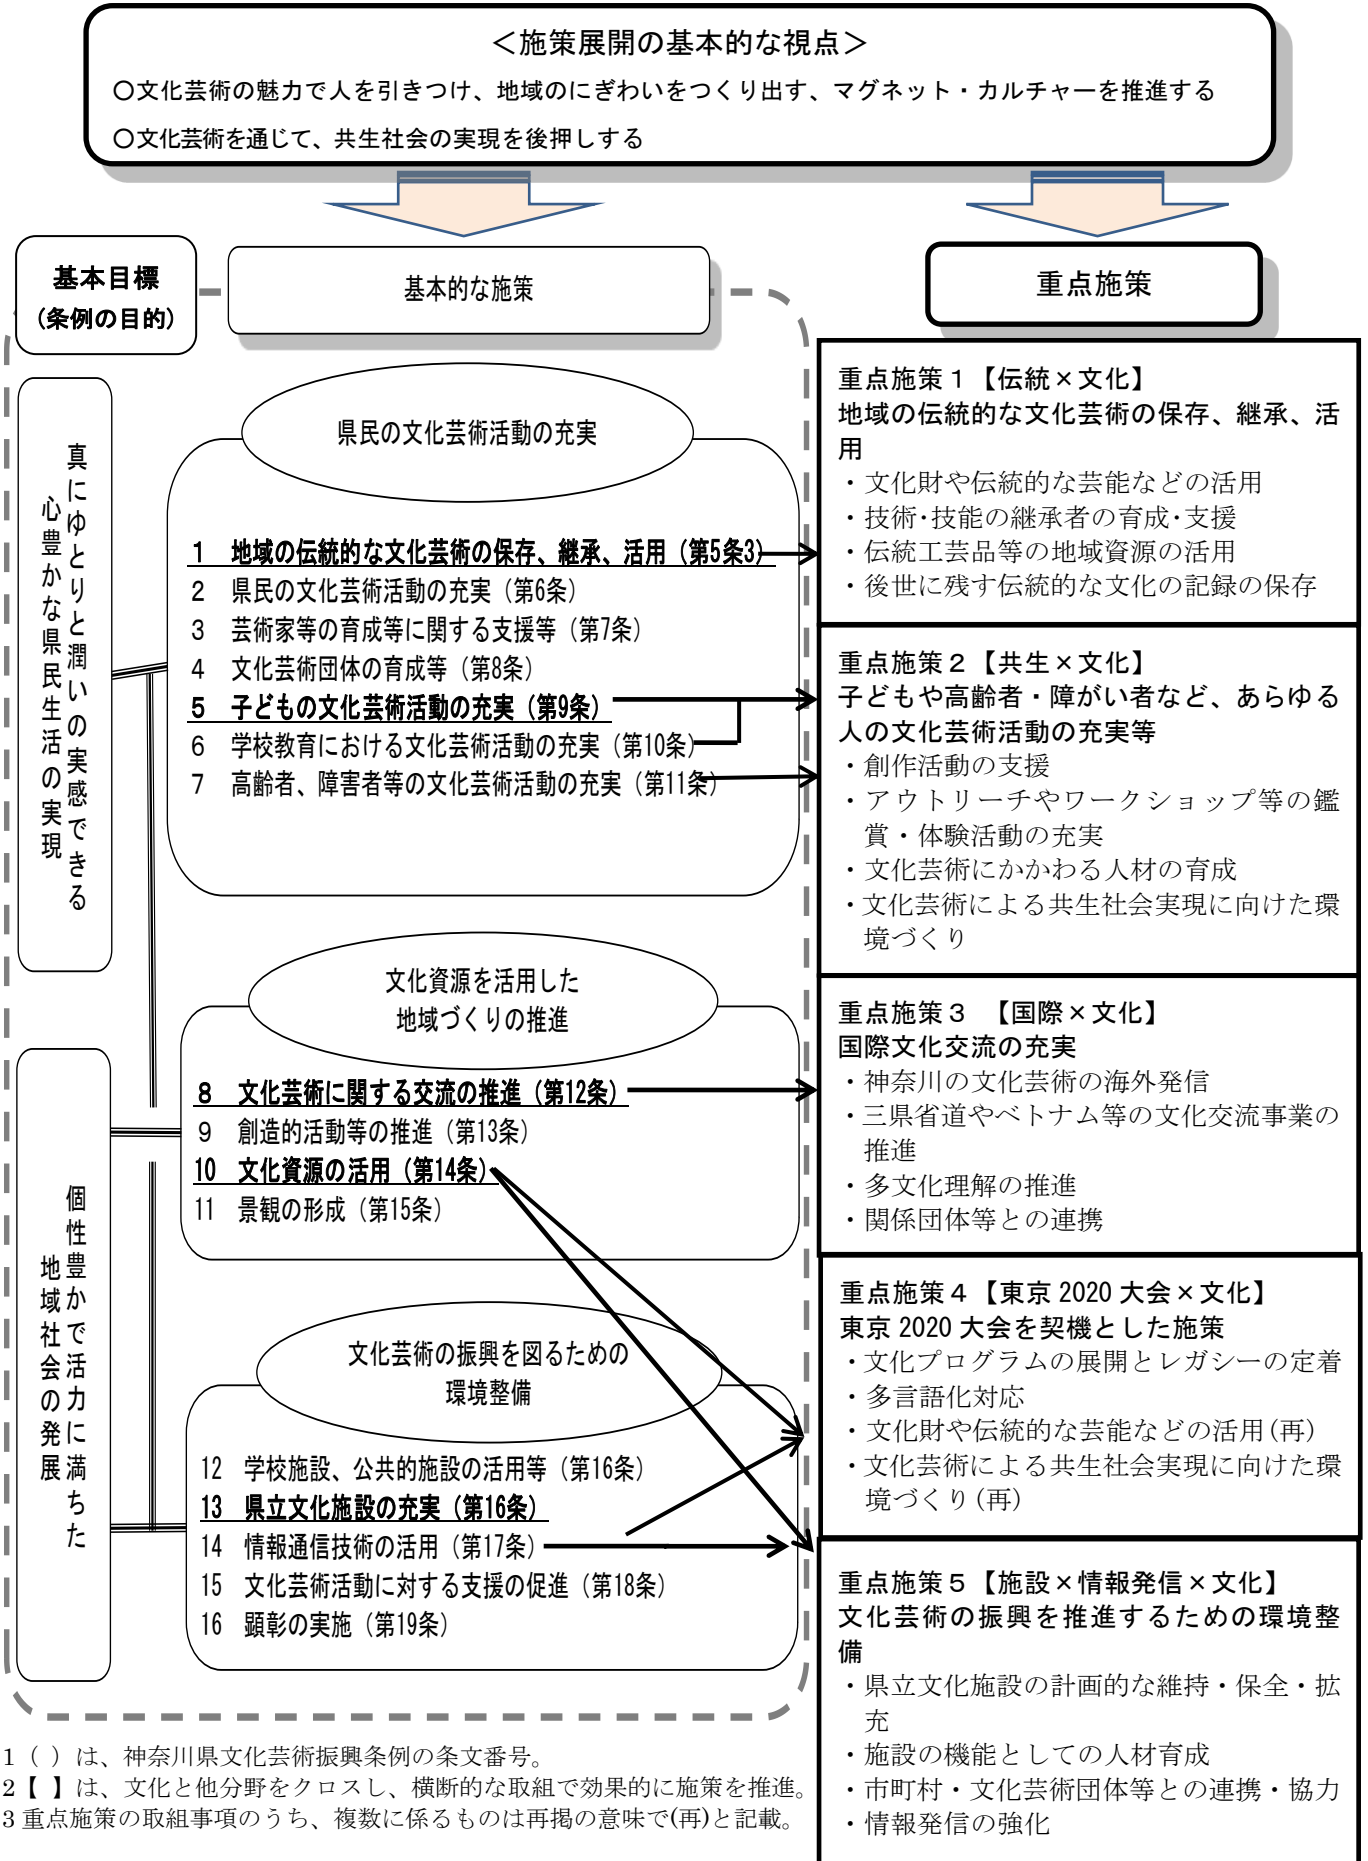 ＜施策展開の基本的な視点＞
○文化芸術の魅力で人を引きつけ、地域のにぎわいをつくり出す、マグネット・カルチャーを推進する
○文化芸術を通じて、共生社会の実現を後押しする
基本目標
(条例の目的)
基本的な施策
重点施策
真にゆとりと潤いの実感できる
心豊かな県民生活の実現
県民の文化芸術活動の充実
1 地域の伝統的な文化芸術の保存、継承、活用（第5条3）
2 県民の文化芸術活動の充実（第6条）
3 芸術家等の育成等に関する支援等（第7条）
4 文化芸術団体の育成等（第8条）
5 子どもの文化芸術活動の充実（第9条）
6 学校教育における文化芸術活動の充実（第10条）
7 高齢者、障害者等の文化芸術活動の充実（第11条）
個性豊かで活力に満ちた
地域社会の発展
文化資源を活用した
地域づくりの推進
8 文化芸術に関する交流の推進（第12条）
9 創造的活動等の推進（第13条）
10 文化資源の活用（第14条）
11 景観の形成（第15条）
文化芸術の振興を図るための
環境整備
12 学校施設、公共的施設の活用等（第16条）
13 県立文化施設の充実（第16条）
14 情報通信技術の活用（第17条）
15 文化芸術活動に対する支援の促進（第18条）
16 顕彰の実施（第19条）
重点施策１【伝統×文化】
地域の伝統的な文化芸術の保存、継承、活
用
・文化財や伝統的な芸能などの活用
・技術・技能の継承者の育成・支援
・伝統工芸品等の地域資源の活用
・後世に残す伝統的な文化の記録の保存
重点施策２【共生×文化】
子どもや高齢者・障がい者など、あらゆる
人の文化芸術活動の充実等
・創作活動の支援
・アウトリーチやワークショップ等の鑑
賞・体験活動の充実
・文化芸術にかかわる人材の育成
・文化芸術による共生社会実現に向けた環
境づくり
重点施策３ 【国際×文化】
国際文化交流の充実
・神奈川の文化芸術の海外発信
・三県省道やベトナム等の文化交流事業の
推進
・多文化理解の推進
・関係団体等との連携
重点施策４【東京 2020 大会×文化】
東京 2020 大会を契機とした施策
・文化プログラムの展開とレガシーの定着
・多言語化対応
・文化財や伝統的な芸能などの活用(再)
・文化芸術による共生社会実現に向けた環
境づくり(再)
重点施策５【施設×情報発信×文化】
文化芸術の振興を推進するための環境整
備
・県立文化施設の計画的な維持・保全・拡
充
・施設の機能としての人材育成
・市町村・文化芸術団体等との連携・協力
・情報発信の強化
1（ ）は、神奈川県文化芸術振興条例の条文番号。
2【 】は、文化と他分野をクロスし、横断的な取組で効果的に施策を推進。
3 重点施策の取組事項のうち、複数に係るものは再掲の意味で(再)と記載。